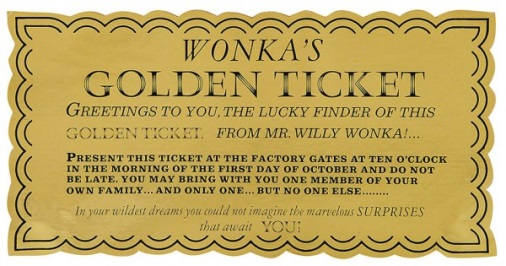 WONKA'S
GOLDEN TICKET
GREETINGS TO YOU, THE LUCKY FINDER OF THIS
GOLDEN TICKET. FROM MR. WILLY WONKA!...
PRESENT THIS TICKET AT THE FACTORY GATES AT TEN O'CLOCK
IN THE MORNING OF THE FIRST DAY OF OCTOBER AND DO NOT
BE LATE. YOU MAY BRING WITH YOU ONE MEMBER OF YOUR
OWN FAMILY... AND ONLY ONE... BUT NO ONE ELSE........
In your wildest dreams you could not imagine the marvelous SURPRISES
that await YOU!